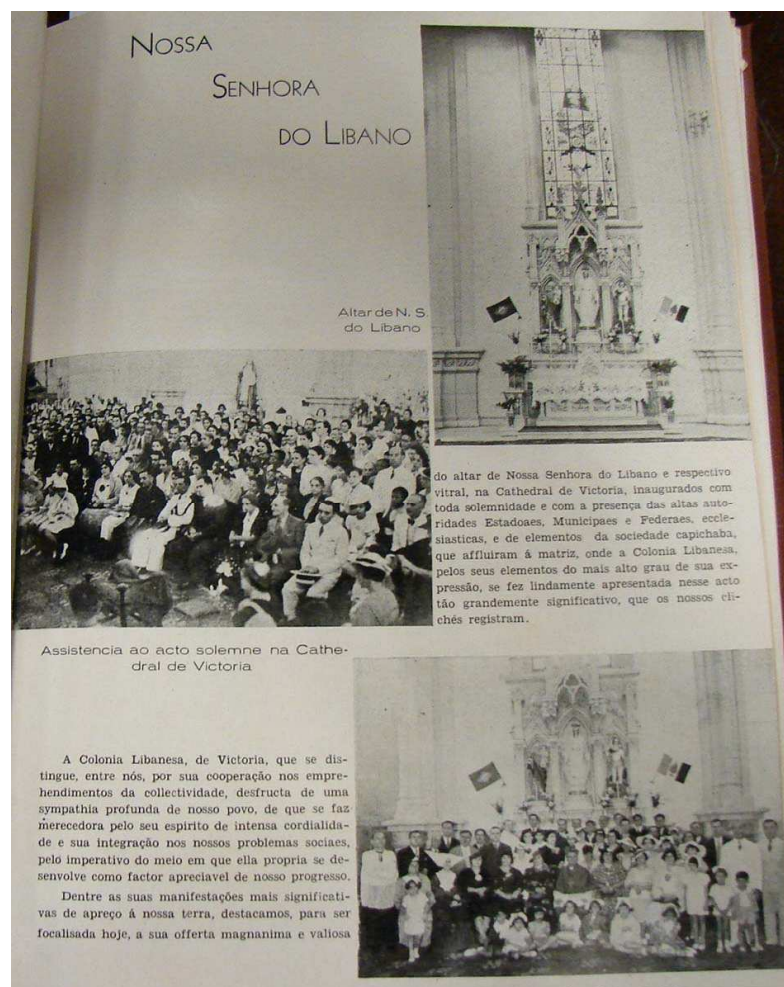 NOSSA
SENHORA
DO LIBANO
Altar de N. S.
do Libano
Assistencia ao acto solemne na Cathe-
dral de Victoria
A Colonia Libanesa, de Victoria, que se dis-
tingue, entre nós, por sua cooperação nos empre-
hendimentos da collectividade, desfructa de uma
sympathia profunda de nosso povo, de que se faz
merecedora pelo seu espirito de intensa cordialida-
de e sua integração nos nossos problemas sociaes,
pelo imperativo do meio em que ella propria se de-
senvolve como factor apreciavel de nosso progresso.
Dentre as suas manifestações mais significati-
vas de apreço á nossa terra, destacamos, para ser
focalisada hoje, a sua offerta magnanima e valiosa
do altar de Nossa Senhora do Libano e respectivo
vitral, na Cathedral de Victoria, inaugurados com
toda solemnidade e com a presença das altas auto-
ridades Estadoaes, Municipaes e Federaes, eccle-
siasticas, e de elementos da sociedade capichaba,
que affluiram á matriz, onde a Colonia Libanesa,
pelos seus elementos do mais alto grau de sua ex-
pressão, se fez lindamente apresentada nesse acto
tão grandemente significativo, que os nossos cli-
chés registram.